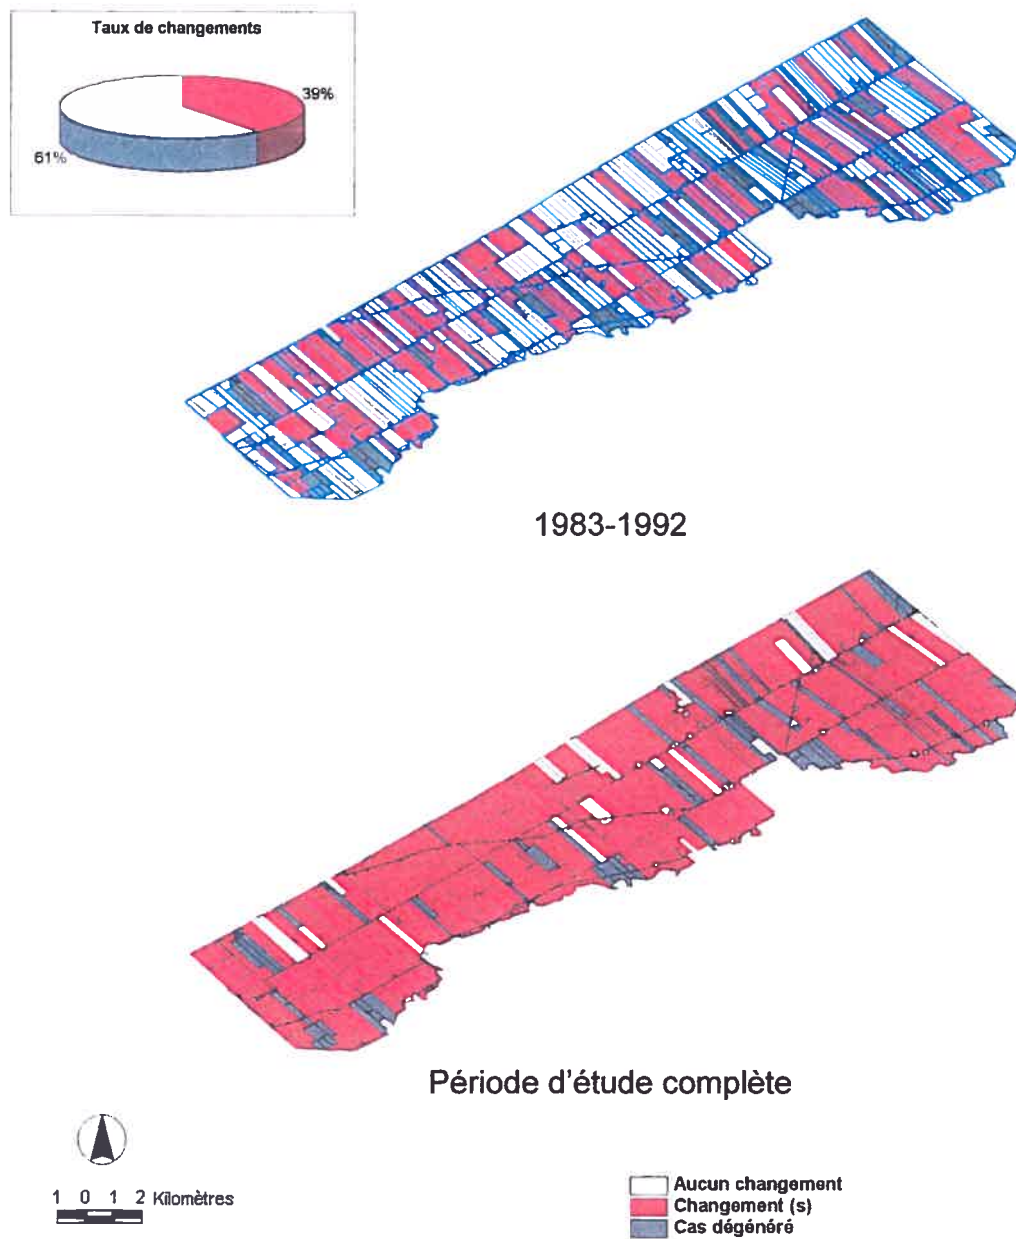 Taux de changements
39%
61%
1983-1992
Période d'étude complète
1 0 1 2 Kilomètres
Aucun changement
Changement (s)
Cas dégénéré